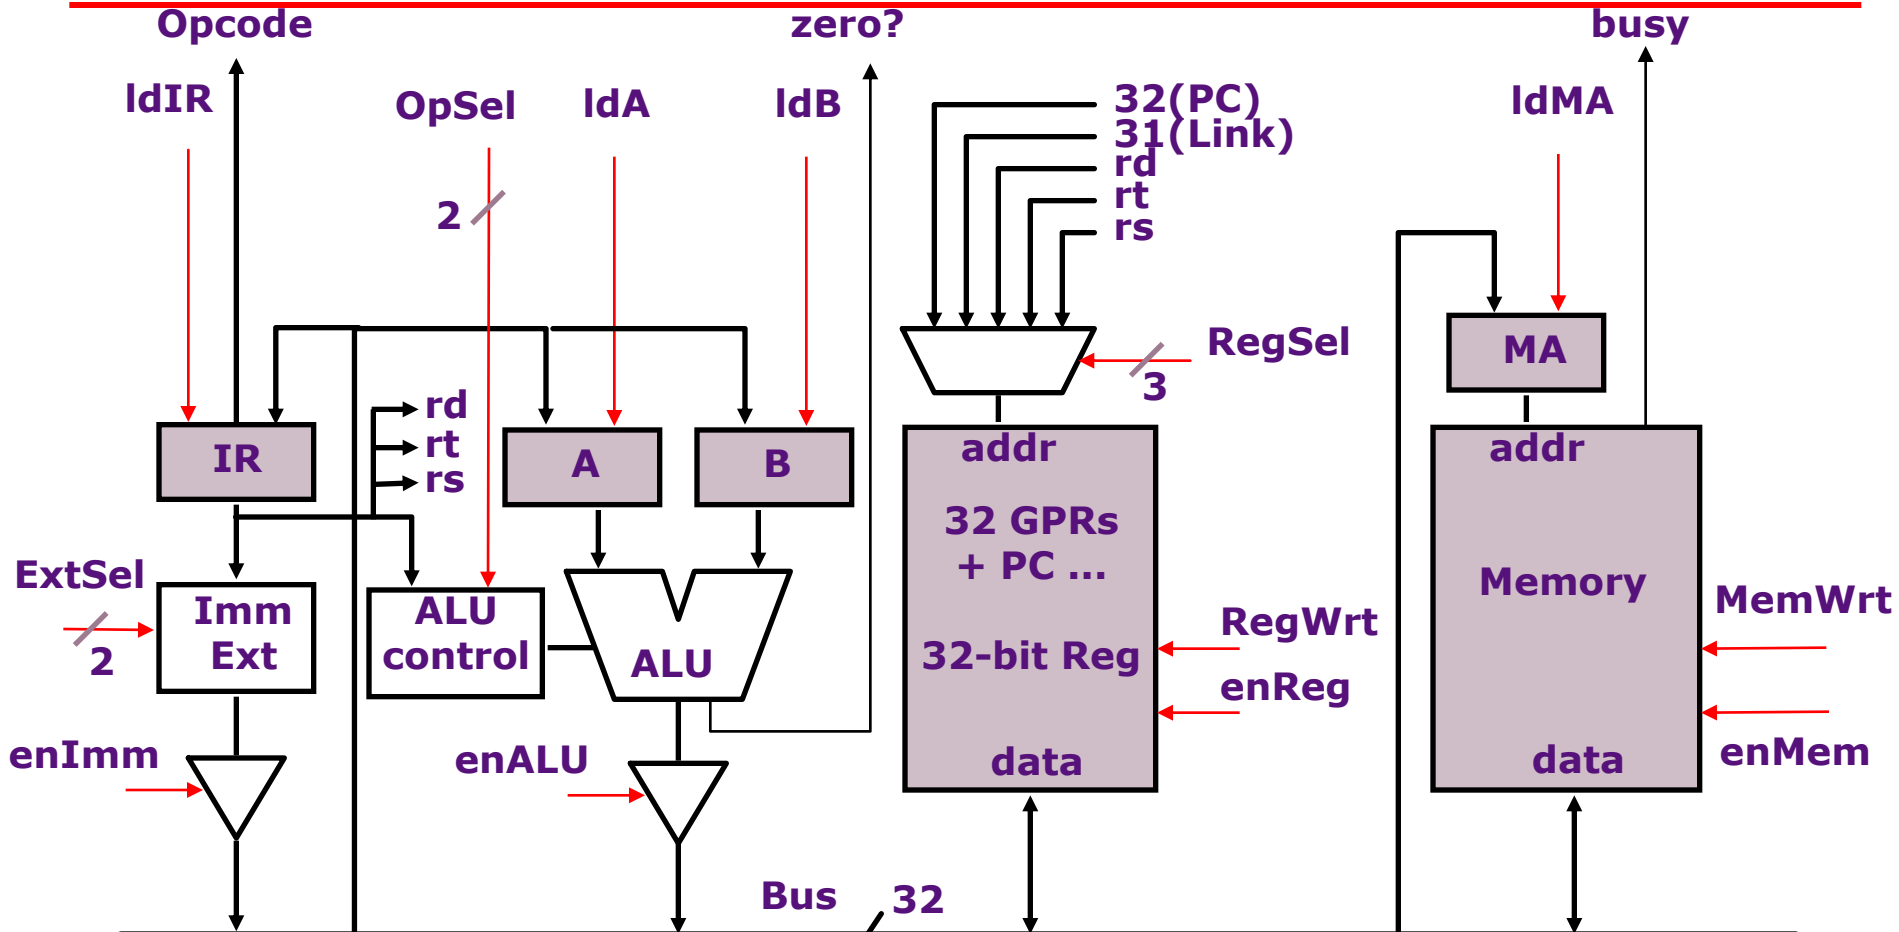 Opcode
zero?
busy
ldIR
OpSel
ldA
ldB
32(PC)
31(Link)
rd
rt
rs
ldMA
2
RegSel
3
MA
rd
rt
rs
IR
A
B
addr
32 GPRs
+ PC ...
32-bit Reg
data
addr
Memory
data
ExtSel
2
Imm
Ext
ALU
control
ALU
RegWrt
enReg
MemWrt
enMem
enImm
enALU
Bus
32